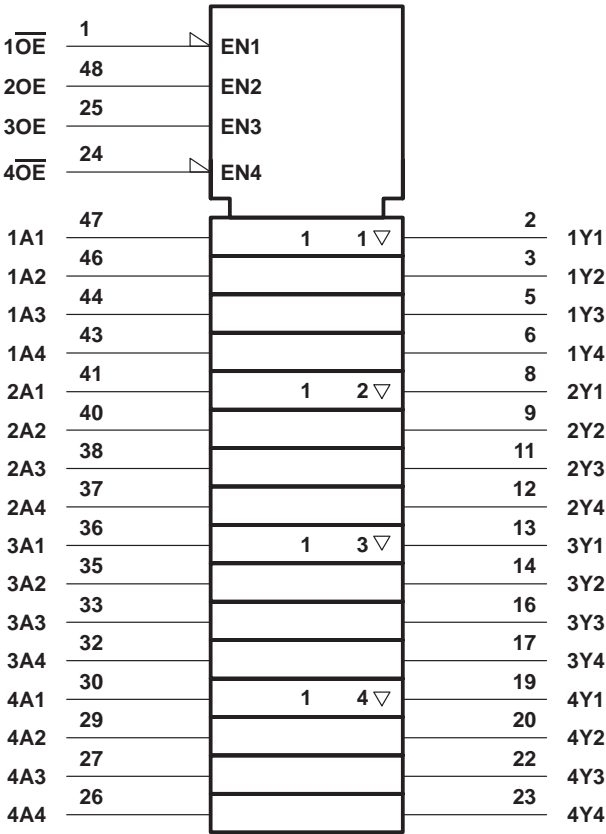 1O̅E̅ 1 EN1
2OE 48 EN2
3OE 25 EN3
4O̅E̅ 24 EN4
1A1 47 1 1 ▽ 2 1Y1
1A2 46 3 1Y2
1A3 44 5 1Y3
1A4 43 6 1Y4
2A1 41 1 2 ▽ 8 2Y1
2A2 40 9 2Y2
2A3 38 11 2Y3
2A4 37 12 2Y4
3A1 36 1 3 ▽ 13 3Y1
3A2 35 14 3Y2
3A3 33 16 3Y3
3A4 32 17 3Y4
4A1 30 1 4 ▽ 19 4Y1
4A2 29 20 4Y2
4A3 27 22 4Y3
4A4 26 23 4Y4